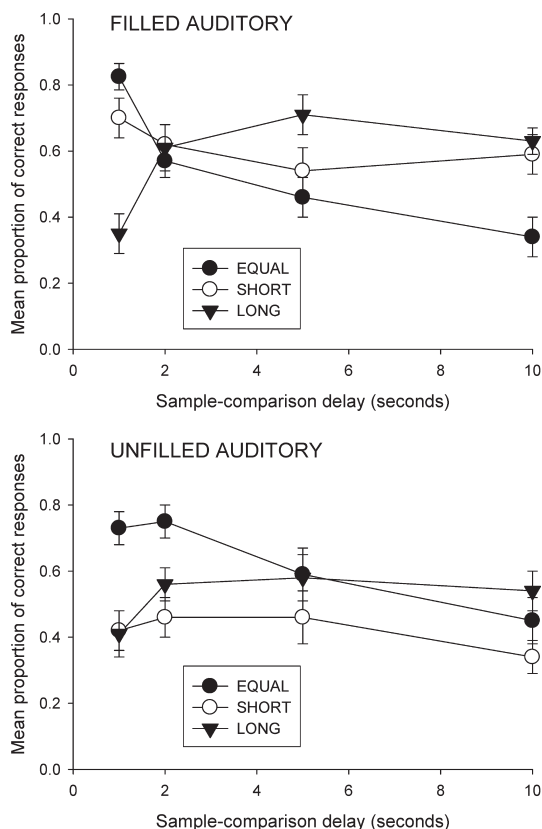 FILLED AUDITORY
1.0
0.8
0.6
0.4
0.2
0.0
Mean proportion of correct responses
EQUAL
SHORT
LONG
0 2 4 6 8 10
Sample-comparison delay (seconds)
UNFILLED AUDITORY
1.0
0.8
0.6
0.4
0.2
0.0
Mean proportion of correct responses
EQUAL
SHORT
LONG
0 2 4 6 8 10
Sample-comparison delay (seconds)